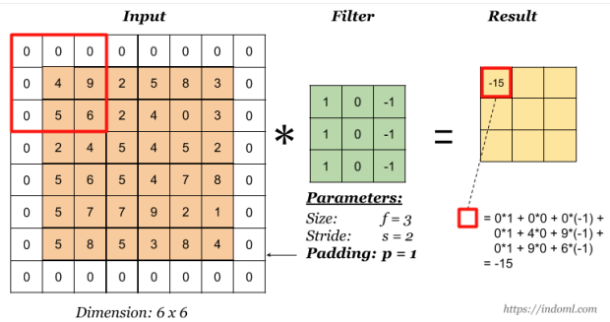 Input Filter Result
0 0 0 0 0 0 0 0
0 4 9 2 5 8 3 0
0 5 6 2 4 0 3 0
0 2 4 5 4 5 2 0
0 5 6 5 4 7 8 0
0 5 7 7 9 2 1 0
0 5 8 5 3 8 4 0
0 0 0 0 0 0 0 0
Dimension: 6 x 6
*
1 0 -1
1 0 -1
1 0 -1
Parameters:
Size: f = 3
Stride: s = 2
Padding: p = 1
=
-15
= 0*1 + 0*0 + 0*(-1) +
0*1 + 4*0 + 9*(-1) +
0*1 + 9*0 + 6*(-1)
= -15
https://indoml.com